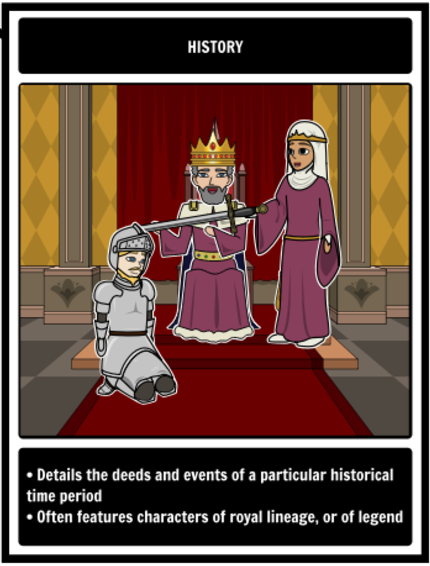 HISTORY
• Details the deeds and events of a particular historical
time period
• Often features characters of royal lineage, or of legend